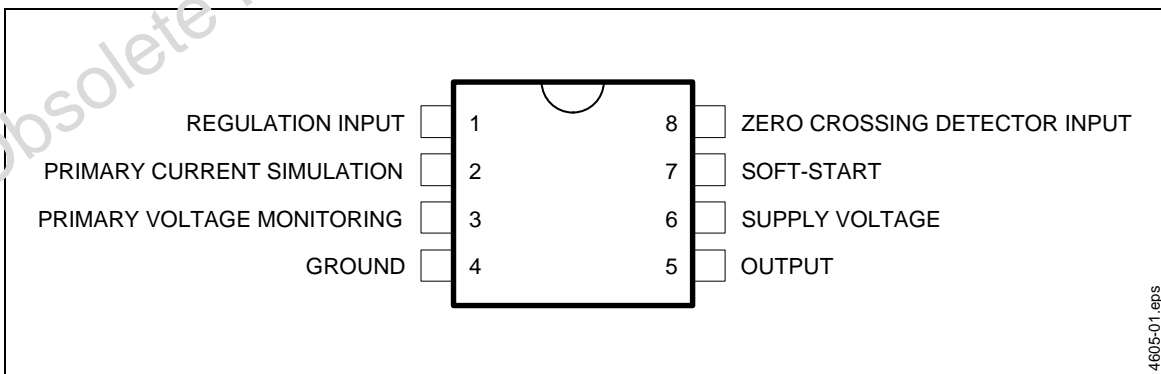 Obsolete
REGULATION INPUT 1 8 ZERO CROSSING DETECTOR INPUT
PRIMARY CURRENT SIMULATION 2 7 SOFT-START
PRIMARY VOLTAGE MONITORING 3 6 SUPPLY VOLTAGE
GROUND 4 5 OUTPUT
4605-01.eps